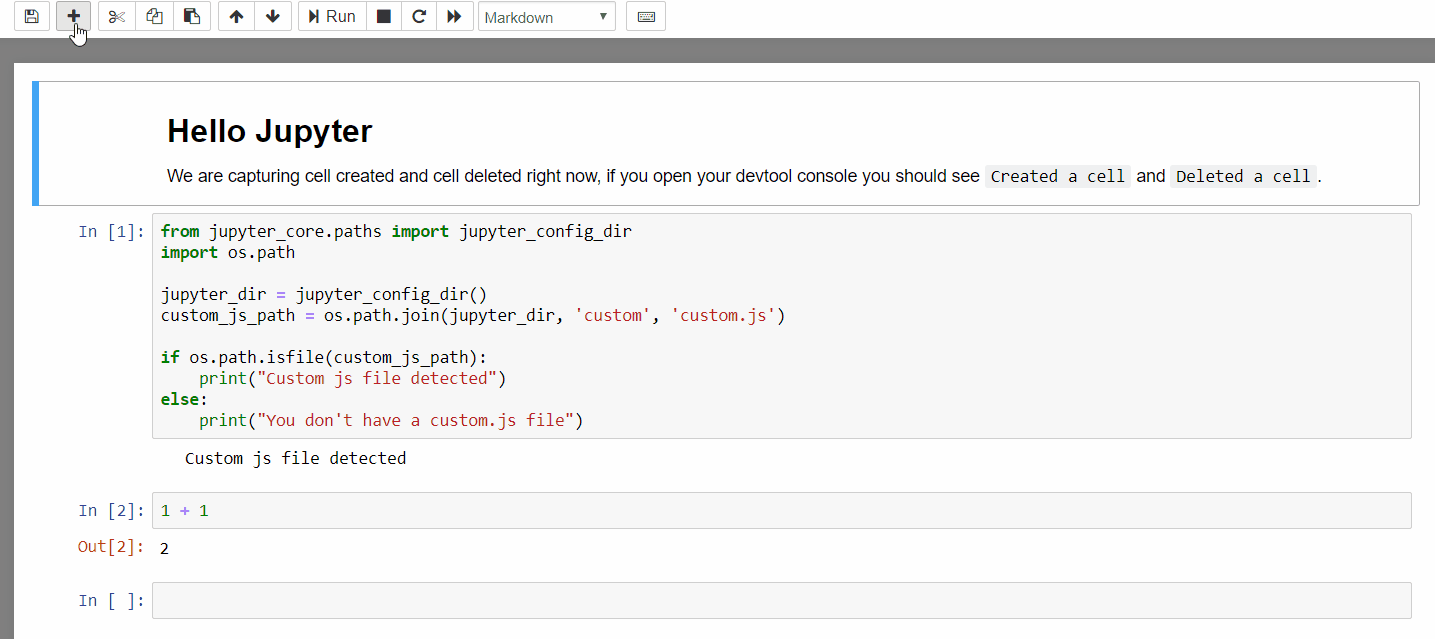 Run Markdown
Hello Jupyter
We are capturing cell created and cell deleted right now, if you open your devtool console you should see Created a cell and Deleted a cell.
In [1]: from jupyter_core.paths import jupyter_config_dir
import os.path
jupyter_dir = jupyter_config_dir()
custom_js_path = os.path.join(jupyter_dir, 'custom', 'custom.js')
if os.path.isfile(custom_js_path):
    print("Custom js file detected")
else:
    print("You don't have a custom.js file")
Custom js file detected
In [2]: 1 + 1
Out[2]: 2
In [ ]: